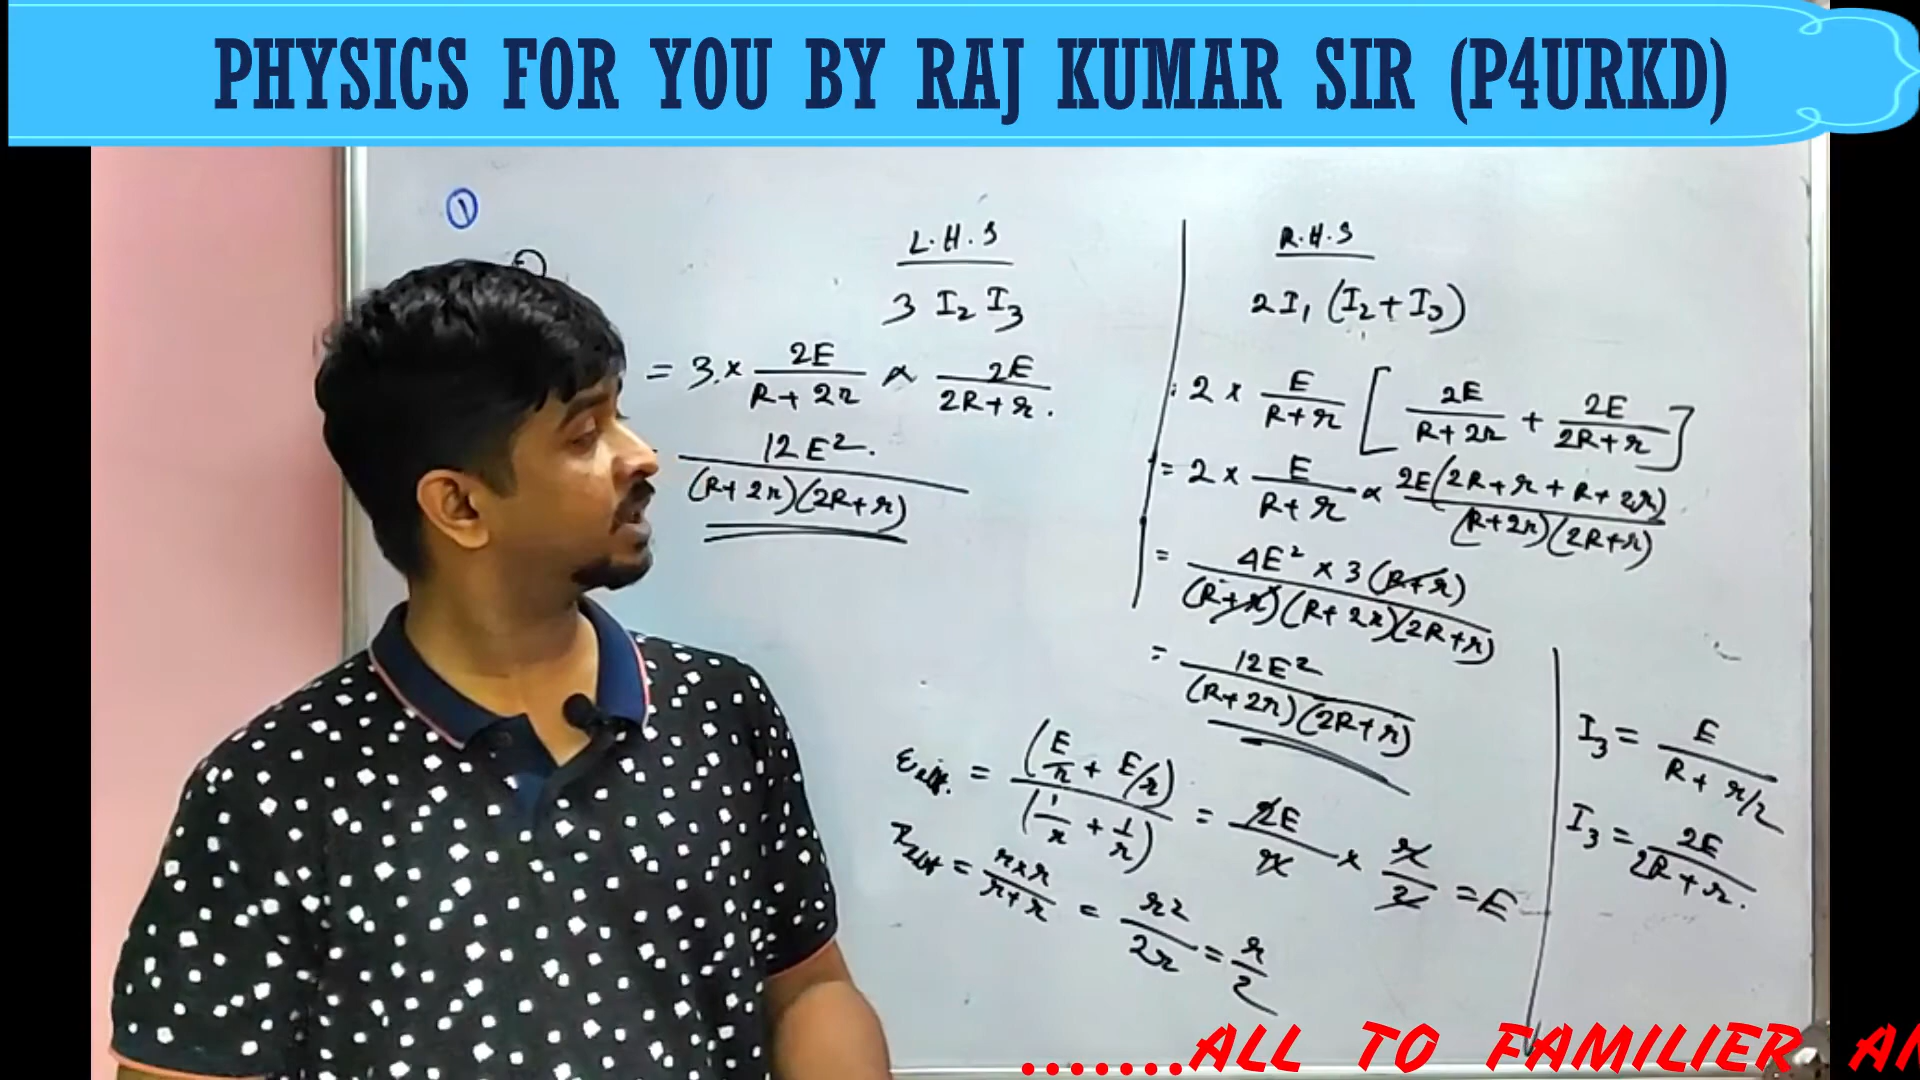 PHYSICS FOR YOU BY RAJ KUMAR SIR (P4URKD)
①
L.H.S
3 I₂ I₃
= 3 × 2E/(R+2r) × 2E/(2R+r).
12E²./(R+2r)(2R+r)
R.H.S
2I₁ (I₂+I₃)
: 2 × E/(R+r) [2E/(R+2r) + 2E/(2R+r)]
= 2 × E/(R+r) × 2E(2R+r+R+2r)/(R+2r)(2R+r)
= 4E² × 3(R+r)/(R+r)(R+2r)(2R+r)
= 12E²/(R+2r)(2R+r)
= (E/r + E/r)/(1/r + 1/r) = 2E/r × r/2 = E
= r×r/r+r = r²/2r = r/2
I₃ = E/(R+r/2)
I₃ = 2E/(2R+r).
.......ALL TO FAMILIER